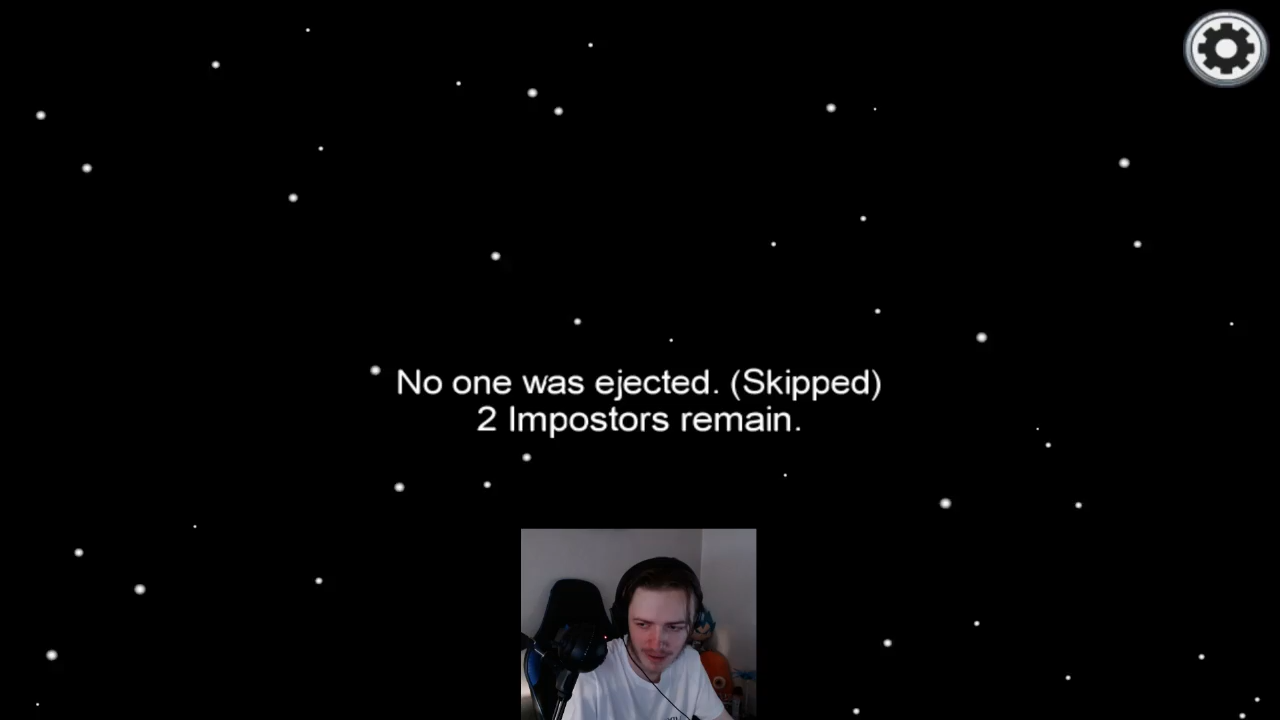 No one was ejected. (Skipped)
2 Impostors remain.